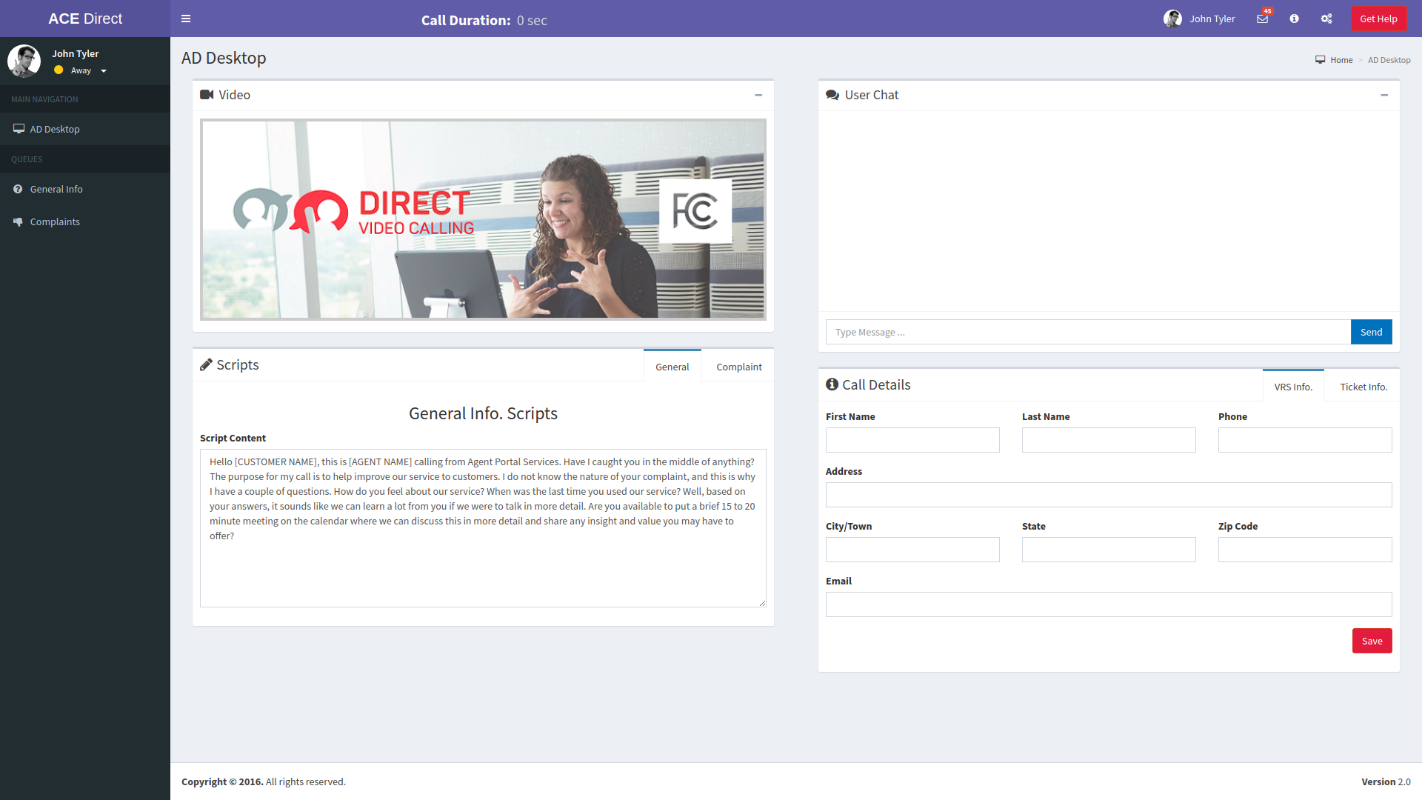 ACE Direct
Call Duration: 0 sec
John Tyler
45
Get Help
John Tyler
Away
MAIN NAVIGATION
AD Desktop
QUEUES
General Info
Complaints
AD Desktop
Home > AD Desktop
Video
DIRECT
VIDEO CALLING
FCC
Scripts
General
Complaint
General Info. Scripts
Script Content
Hello [CUSTOMER NAME], this is [AGENT NAME] calling from Agent Portal Services. Have I caught you in the middle of anything?
The purpose for my call is to help improve our service to customers. I do not know the nature of your complaint, and this is why
I have a couple of questions. How do you feel about our service? When was the last time you used our service? Well, based on
your answers, it sounds like we can learn a lot from you if we were to talk in more detail. Are you available to put a brief 15 to 20
minute meeting on the calendar where we can discuss this in more detail and share any insight and value you may have to
offer?
User Chat
Type Message ...
Send
Call Details
VRS Info.
Ticket Info.
First Name
Last Name
Phone
Address
City/Town
State
Zip Code
Email
Save
Copyright © 2016. All rights reserved.
Version 2.0